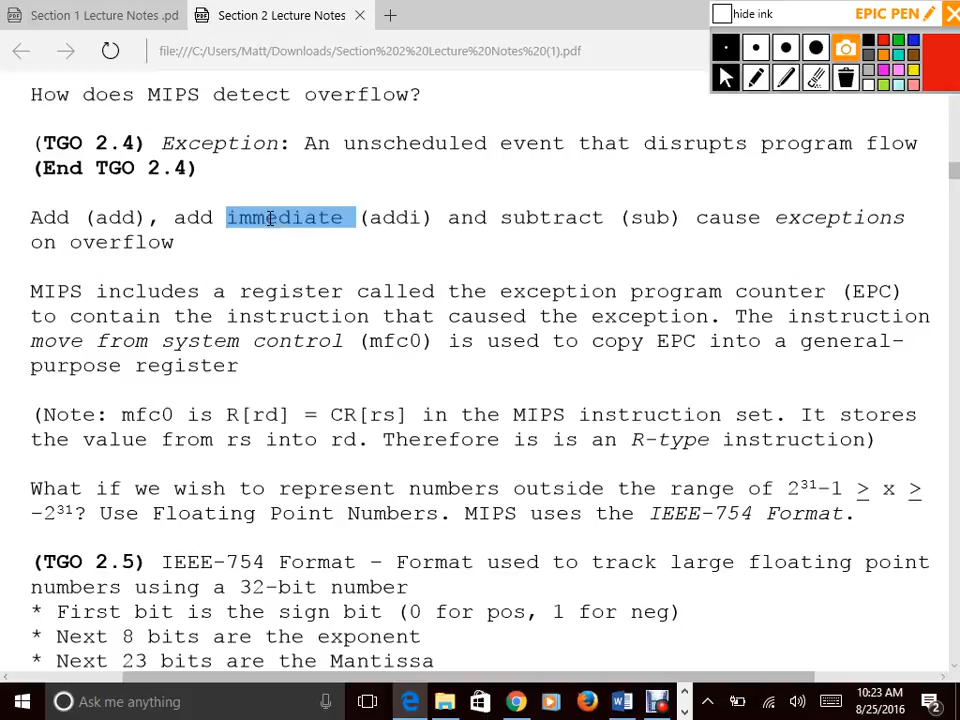 Section 1 Lecture Notes .pd
Section 2 Lecture Notes
hide ink
EPIC PEN
file:///C:/Users/Matt/Downloads/Section%202%20Lecture%20Notes%20(1).pdf
How does MIPS detect overflow?
(TGO 2.4) Exception: An unscheduled event that disrupts program flow
(End TGO 2.4)
Add (add), add immediate (addi) and subtract (sub) cause exceptions
on overflow
MIPS includes a register called the exception program counter (EPC)
to contain the instruction that caused the exception. The instruction
move from system control (mfc0) is used to copy EPC into a general-
purpose register
(Note: mfc0 is R[rd] = CR[rs] in the MIPS instruction set. It stores
the value from rs into rd. Therefore is is an R-type instruction)
What if we wish to represent numbers outside the range of 2³¹–1 ≥ x ≥
–2³¹? Use Floating Point Numbers. MIPS uses the IEEE-754 Format.
(TGO 2.5) IEEE-754 Format – Format used to track large floating point
numbers using a 32-bit number
* First bit is the sign bit (0 for pos, 1 for neg)
* Next 8 bits are the exponent
* Next 23 bits are the Mantissa
Ask me anything
10:23 AM
8/25/2016
2